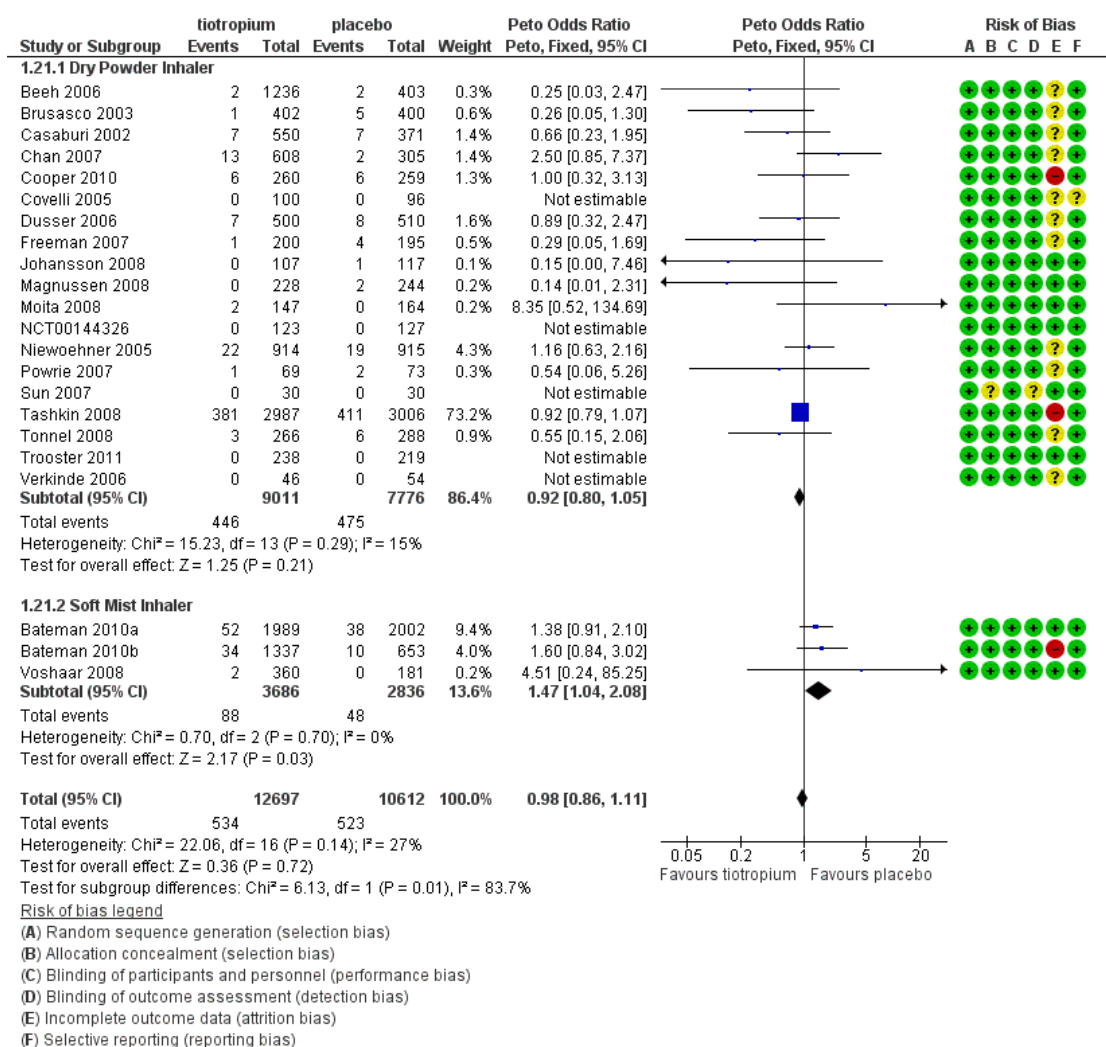 tiotropium placebo Peto Odds Ratio Peto Odds Ratio Risk of Bias
Study or Subgroup Events Total Events Total Weight Peto, Fixed, 95% CI Peto, Fixed, 95% CI A B C D E F
1.21.1 Dry Powder Inhaler
Beeh 2006 2 1236 2 403 0.3% 0.25 [0.03, 2.47] + + + + ? +
Brusasco 2003 1 402 5 400 0.6% 0.26 [0.05, 1.30] + + + + ? +
Casaburi 2002 7 550 7 371 1.4% 0.66 [0.23, 1.95] + + + + ? +
Chan 2007 13 608 2 305 1.4% 2.50 [0.85, 7.37] + + + + ? +
Cooper 2010 6 260 6 259 1.3% 1.00 [0.32, 3.13] + + + + - +
Covelli 2005 0 100 0 96 Not estimable + + + + ? ?
Dusser 2006 7 500 8 510 1.6% 0.89 [0.32, 2.47] + + + + ? +
Freeman 2007 1 200 4 195 0.5% 0.29 [0.05, 1.69] + + + + ? +
Johansson 2008 0 107 1 117 0.1% 0.15 [0.00, 7.46] + + + + + +
Magnussen 2008 0 228 2 244 0.2% 0.14 [0.01, 2.31] + + + + + +
Moita 2008 2 147 0 164 0.2% 8.35 [0.52, 134.69] + + + + + +
NCT00144326 0 123 0 127 Not estimable + + + + + +
Niewoehner 2005 22 914 19 915 4.3% 1.16 [0.63, 2.16] + + + + ? +
Powrie 2007 1 69 2 73 0.3% 0.54 [0.06, 5.26] + + + + ? +
Sun 2007 0 30 0 30 Not estimable + ? + ? + +
Tashkin 2008 381 2987 411 3006 73.2% 0.92 [0.79, 1.07] + + + + - +
Tonnel 2008 3 266 6 288 0.9% 0.55 [0.15, 2.06] + + + + ? +
Trooster 2011 0 238 0 219 Not estimable + + + + + +
Verkinde 2006 0 46 0 54 Not estimable + + + + ? +
Subtotal (95% CI) 9011 7776 86.4% 0.92 [0.80, 1.05]
Total events 446 475
Heterogeneity: Chi² = 15.23, df = 13 (P = 0.29); I² = 15%
Test for overall effect: Z = 1.25 (P = 0.21)
1.21.2 Soft Mist Inhaler
Bateman 2010a 52 1989 38 2002 9.4% 1.38 [0.91, 2.10] + + + + + +
Bateman 2010b 34 1337 10 653 4.0% 1.60 [0.84, 3.02] + + + + - +
Voshaar 2008 2 360 0 181 0.2% 4.51 [0.24, 85.25] + + + + + +
Subtotal (95% CI) 3686 2836 13.6% 1.47 [1.04, 2.08]
Total events 88 48
Heterogeneity: Chi² = 0.70, df = 2 (P = 0.70); I² = 0%
Test for overall effect: Z = 2.17 (P = 0.03)
Total (95% CI) 12697 10612 100.0% 0.98 [0.86, 1.11]
Total events 534 523
Heterogeneity: Chi² = 22.06, df = 16 (P = 0.14); I² = 27%
Test for overall effect: Z = 0.36 (P = 0.72)
Test for subgroup differences: Chi² = 6.13, df = 1 (P = 0.01), I² = 83.7%
0.05 0.2 1 5 20
Favours tiotropium Favours placebo
Risk of bias legend
(A) Random sequence generation (selection bias)
(B) Allocation concealment (selection bias)
(C) Blinding of participants and personnel (performance bias)
(D) Blinding of outcome assessment (detection bias)
(E) Incomplete outcome data (attrition bias)
(F) Selective reporting (reporting bias)